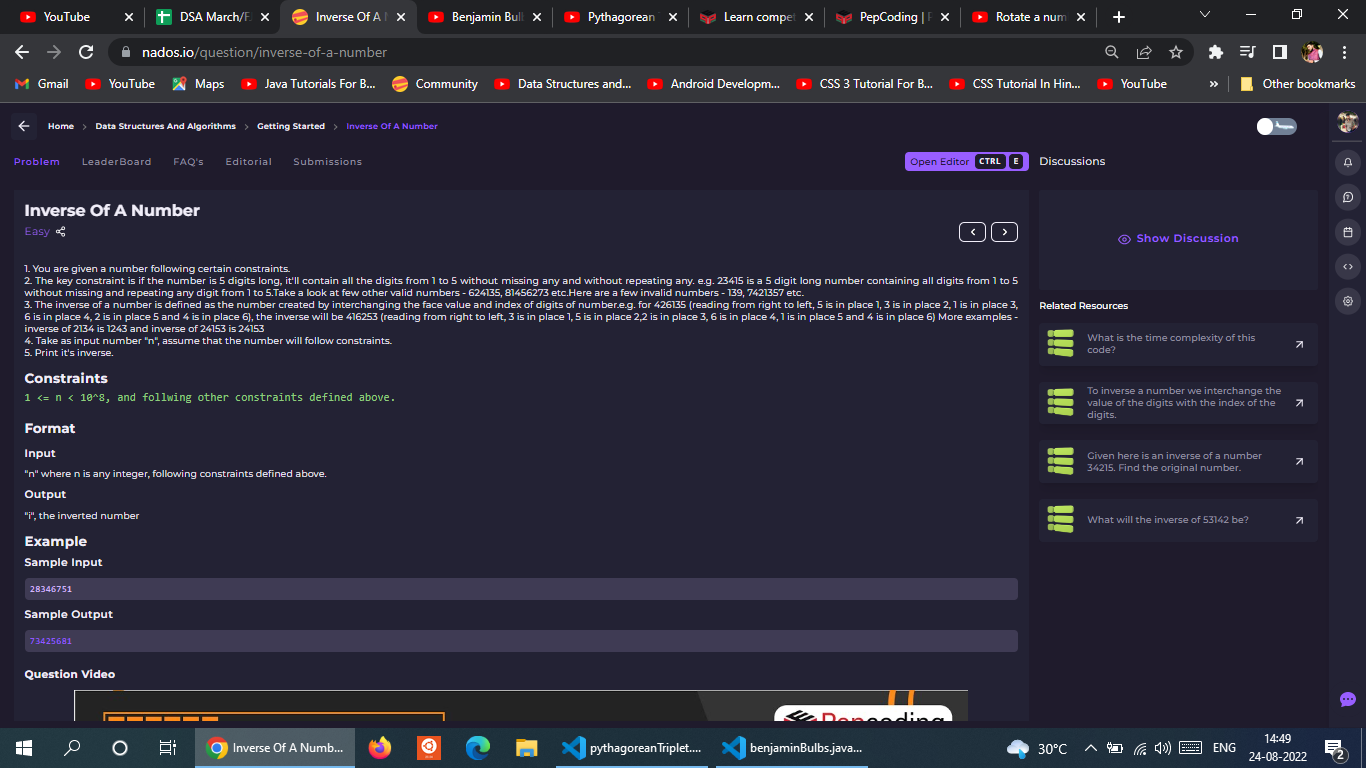 YouTube
DSA March/F
Inverse Of A N
Benjamin Bull
Pythagorean
Learn compet
PepCoding | P
Rotate a num
nados.io/question/inverse-of-a-number
Gmail
YouTube
Maps
Java Tutorials For B...
Community
Data Structures and...
Android Developm...
CSS 3 Tutorial For B...
CSS Tutorial In Hin...
YouTube
»
Other bookmarks
Home > Data Structures And Algorithms > Getting Started > Inverse Of A Number
Problem LeaderBoard FAQ's Editorial Submissions
Open Editor CTRL E
Discussions
Inverse Of A Number
Easy
1. You are given a number following certain constraints.
2. The key constraint is if the number is 5 digits long, it'll contain all the digits from 1 to 5 without missing any and without repeating any. e.g. 23415 is a 5 digit long number containing all digits from 1 to 5
without missing and repeating any digit from 1 to 5.Take a look at few other valid numbers - 624135, 81456273 etc.Here are a few invalid numbers - 139, 7421357 etc.
3. The inverse of a number is defined as the number created by interchanging the face value and index of digits of number.e.g. for 426135 (reading from right to left, 5 is in place 1, 3 is in place 2, 1 is in place 3,
6 is in place 4, 2 is in place 5 and 4 is in place 6), the inverse will be 416253 (reading from right to left, 3 is in place 1, 5 is in place 2,2 is in place 3, 6 is in place 4, 1 is in place 5 and 4 is in place 6) More examples -
inverse of 2134 is 1243 and inverse of 24153 is 24153
4. Take as input number "n", assume that the number will follow constraints.
5. Print it's inverse.
Constraints
1 <= n < 10^8, and follwing other constraints defined above.
Format
Input
"n" where n is any integer, following constraints defined above.
Output
"i", the inverted number
Example
Sample Input
28346751
Sample Output
73425681
Question Video
Pepcoding
Show Discussion
Related Resources
What is the time complexity of this
code?
To inverse a number we interchange the
value of the digits with the index of the
digits.
Given here is an inverse of a number
34215. Find the original number.
What will the inverse of 53142 be?
Inverse Of A Numb...
pythagoreanTriplet....
benjaminBulbs.java...
30°C
ENG
14:49
24-08-2022
2